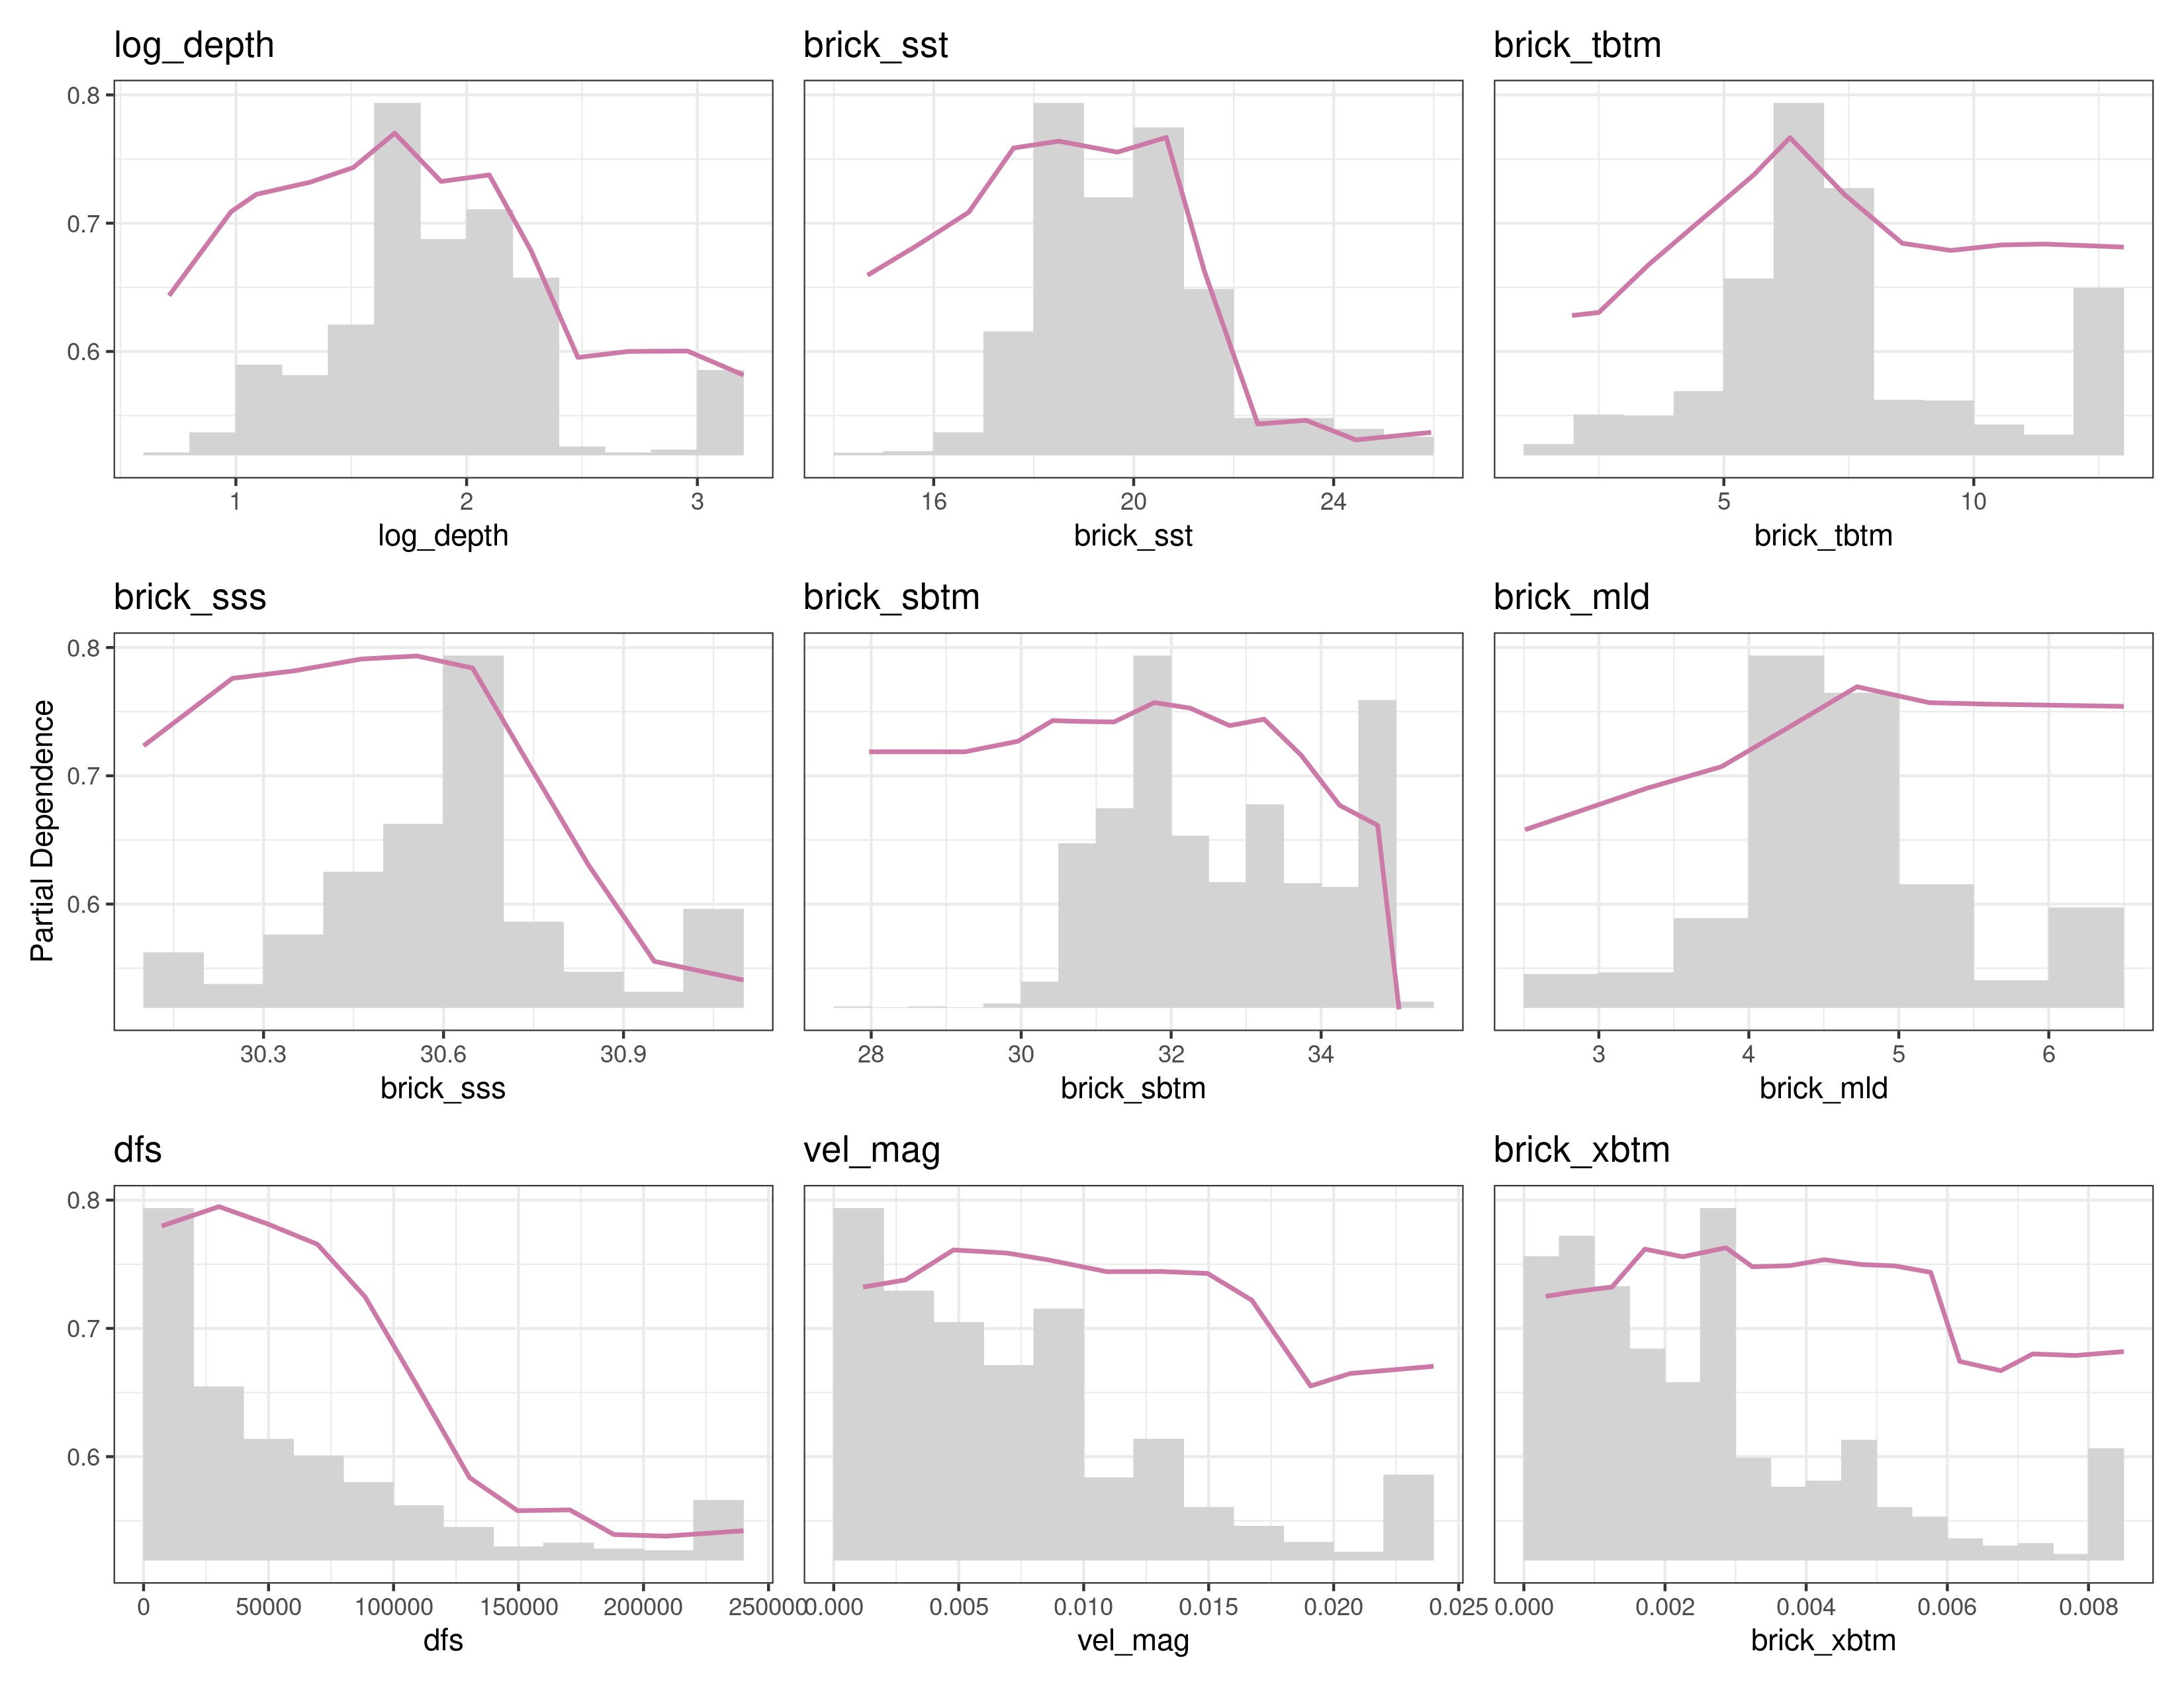 log_depth brick_sst brick_tbtm
0.8
0.7
0.6
1 2 3 16 20 24 5 10
log_depth brick_sst brick_tbtm
brick_sss brick_sbtm brick_mld
0.8
0.7
0.6
Partial Dependence
30.3 30.6 30.9 28 30 32 34 3 4 5 6
brick_sss brick_sbtm brick_mld
dfs vel_mag brick_xbtm
0.8
0.7
0.6
0 50000 100000 150000 200000 250000 0.000 0.005 0.010 0.015 0.020 0.025 0.000 0.002 0.004 0.006 0.008
dfs vel_mag brick_xbtm